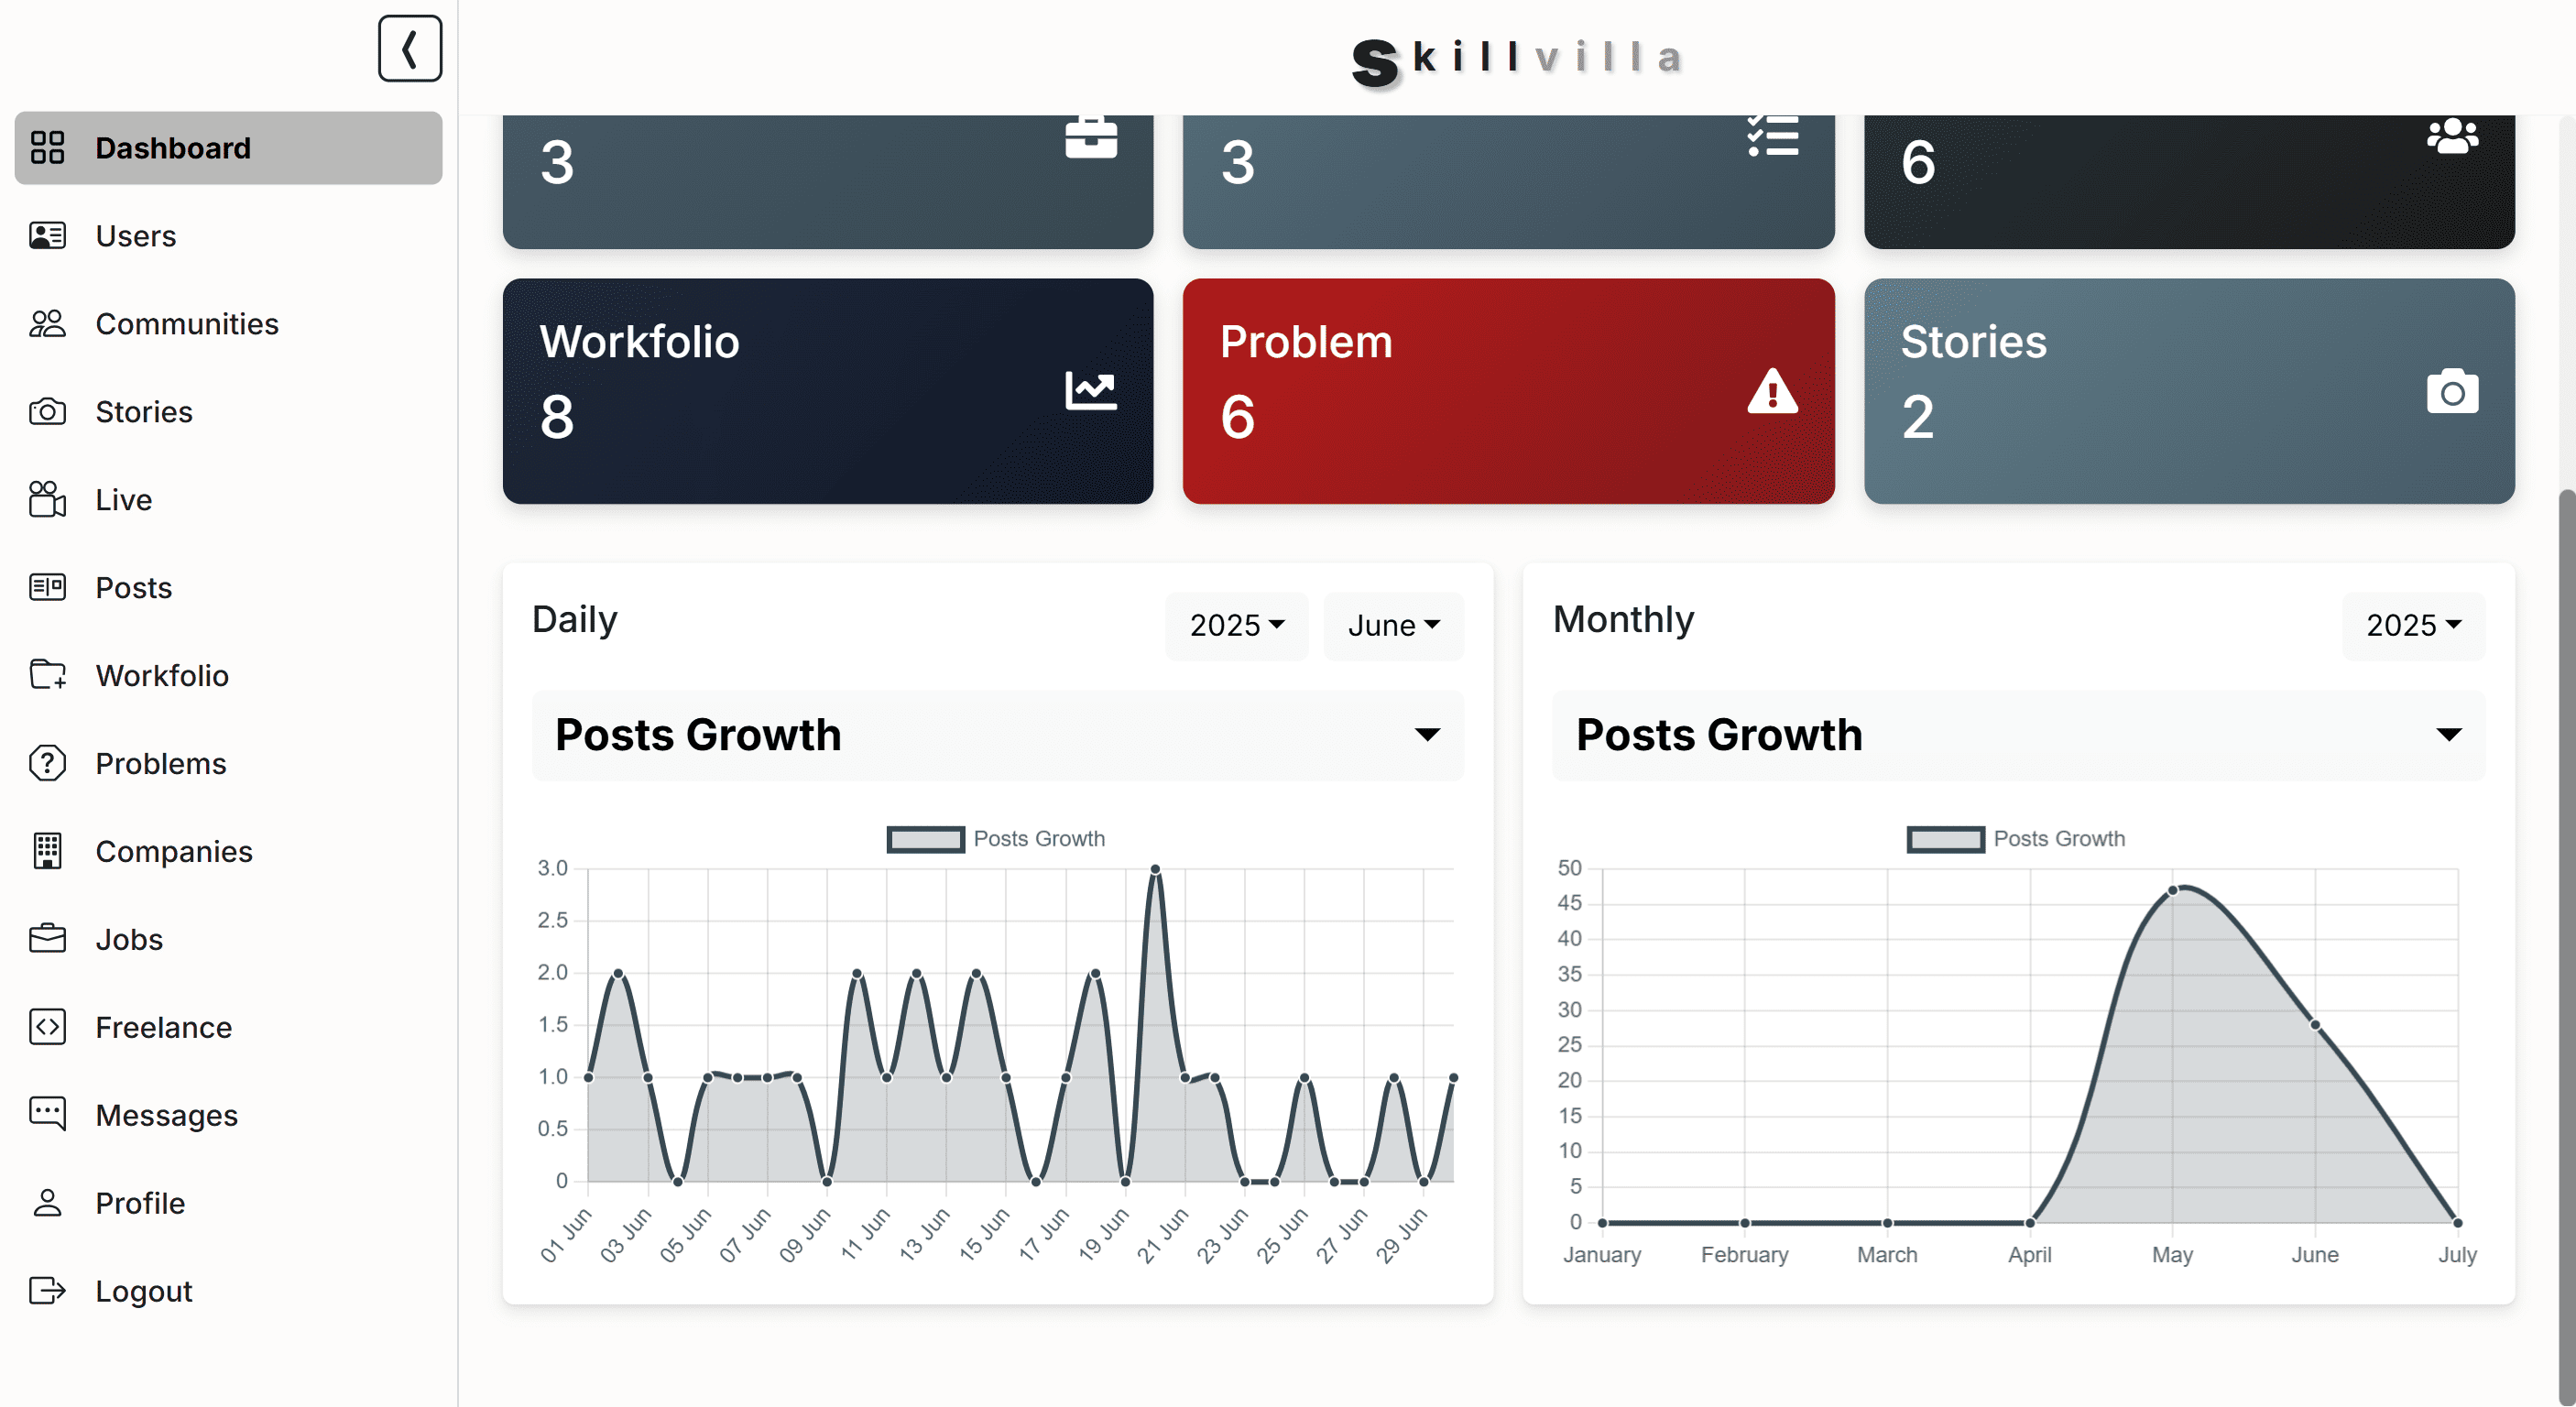 Skillvilla
Dashboard
Users
Communities
Stories
Live
Posts
Workfolio
Problems
Companies
Jobs
Freelance
Messages
Profile
Logout
3
3
6
Workfolio
8
Problem
6
Stories
2
Daily
2025
June
Posts Growth
Posts Growth
3.0
2.5
2.0
1.5
1.0
0.5
0
01 Jun
03 Jun
05 Jun
07 Jun
09 Jun
11 Jun
13 Jun
15 Jun
17 Jun
19 Jun
21 Jun
23 Jun
25 Jun
27 Jun
29 Jun
Monthly
2025
Posts Growth
Posts Growth
50
45
40
35
30
25
20
15
10
5
0
January
February
March
April
May
June
July